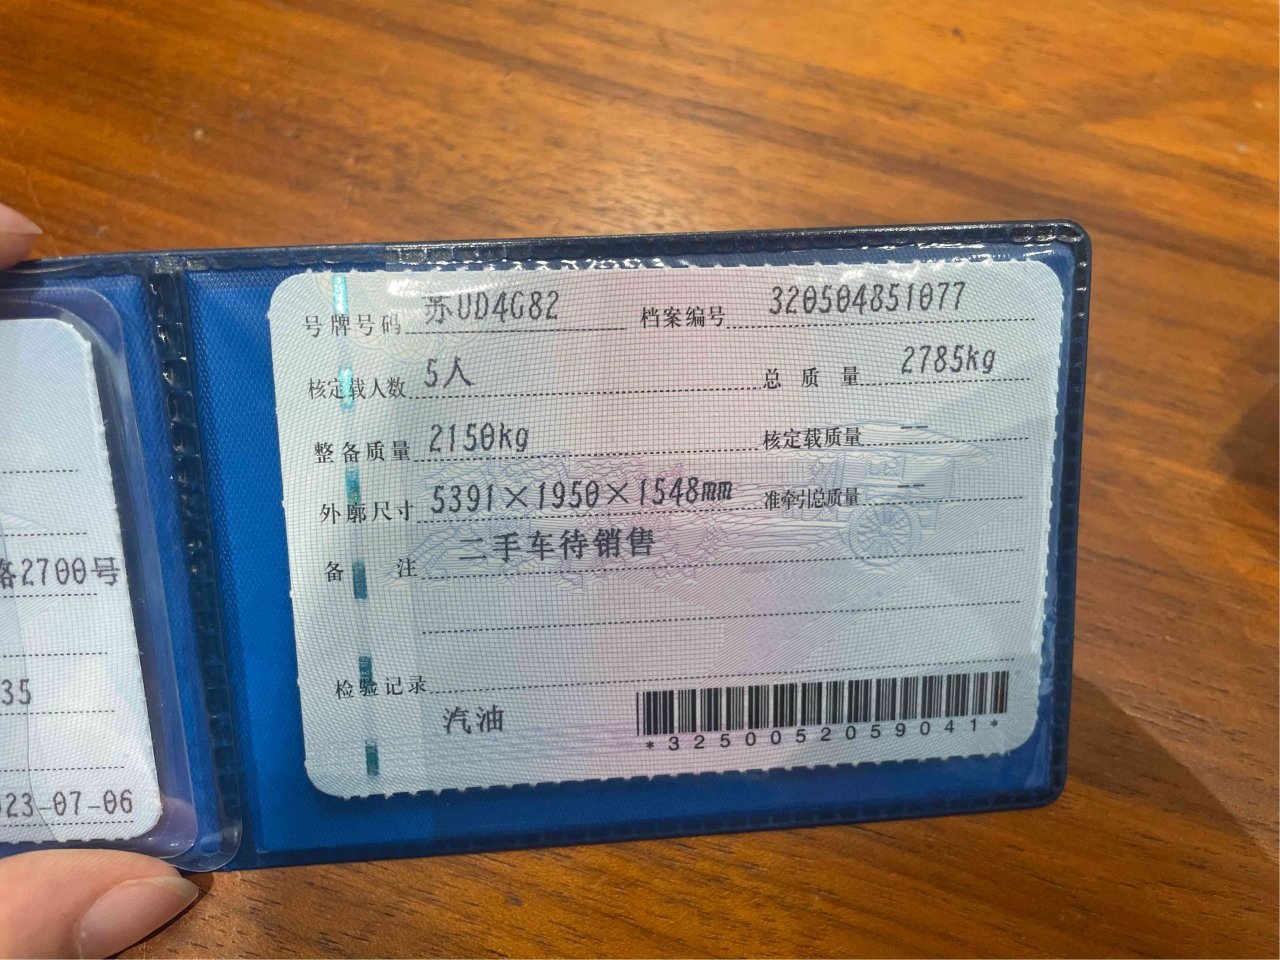 号牌号码 苏UD4G82 档案编号 320504851077
核定载人数 5人 总质量 2785kg
整备质量 2150kg 核定载质量 --
外廓尺寸 5391×1950×1548mm 准牵引总质量 --
备注 二手车待销售
检验记录
汽油
*3250052059041*
路2700号
35
023-07-06